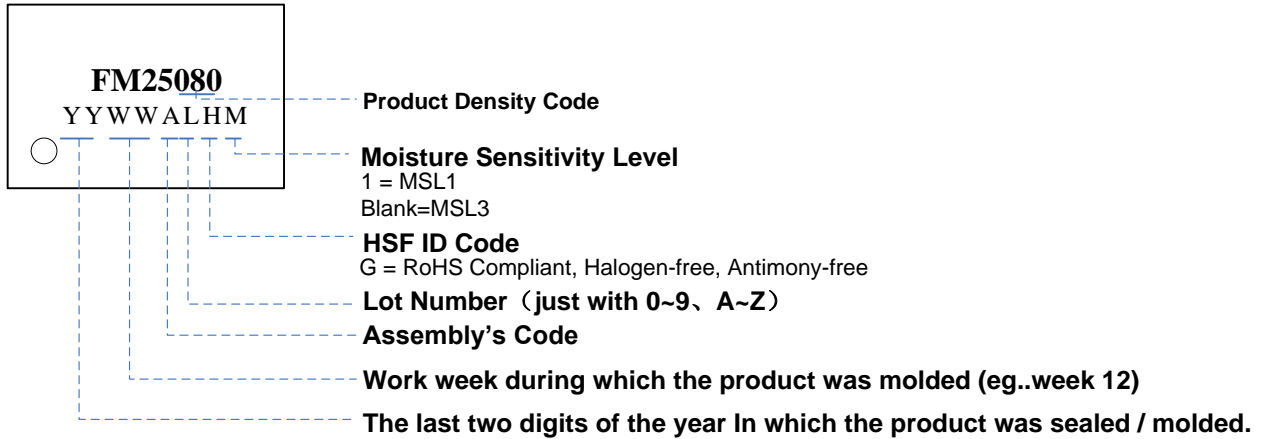 FM25080
YYWWALHM
Product Density Code
Moisture Sensitivity Level
1 = MSL1
Blank=MSL3
HSF ID Code
G = RoHS Compliant, Halogen-free, Antimony-free
Lot Number（just with 0~9、A~Z）
Assembly’s Code
Work week during which the product was molded (eg..week 12)
The last two digits of the year In which the product was sealed / molded.